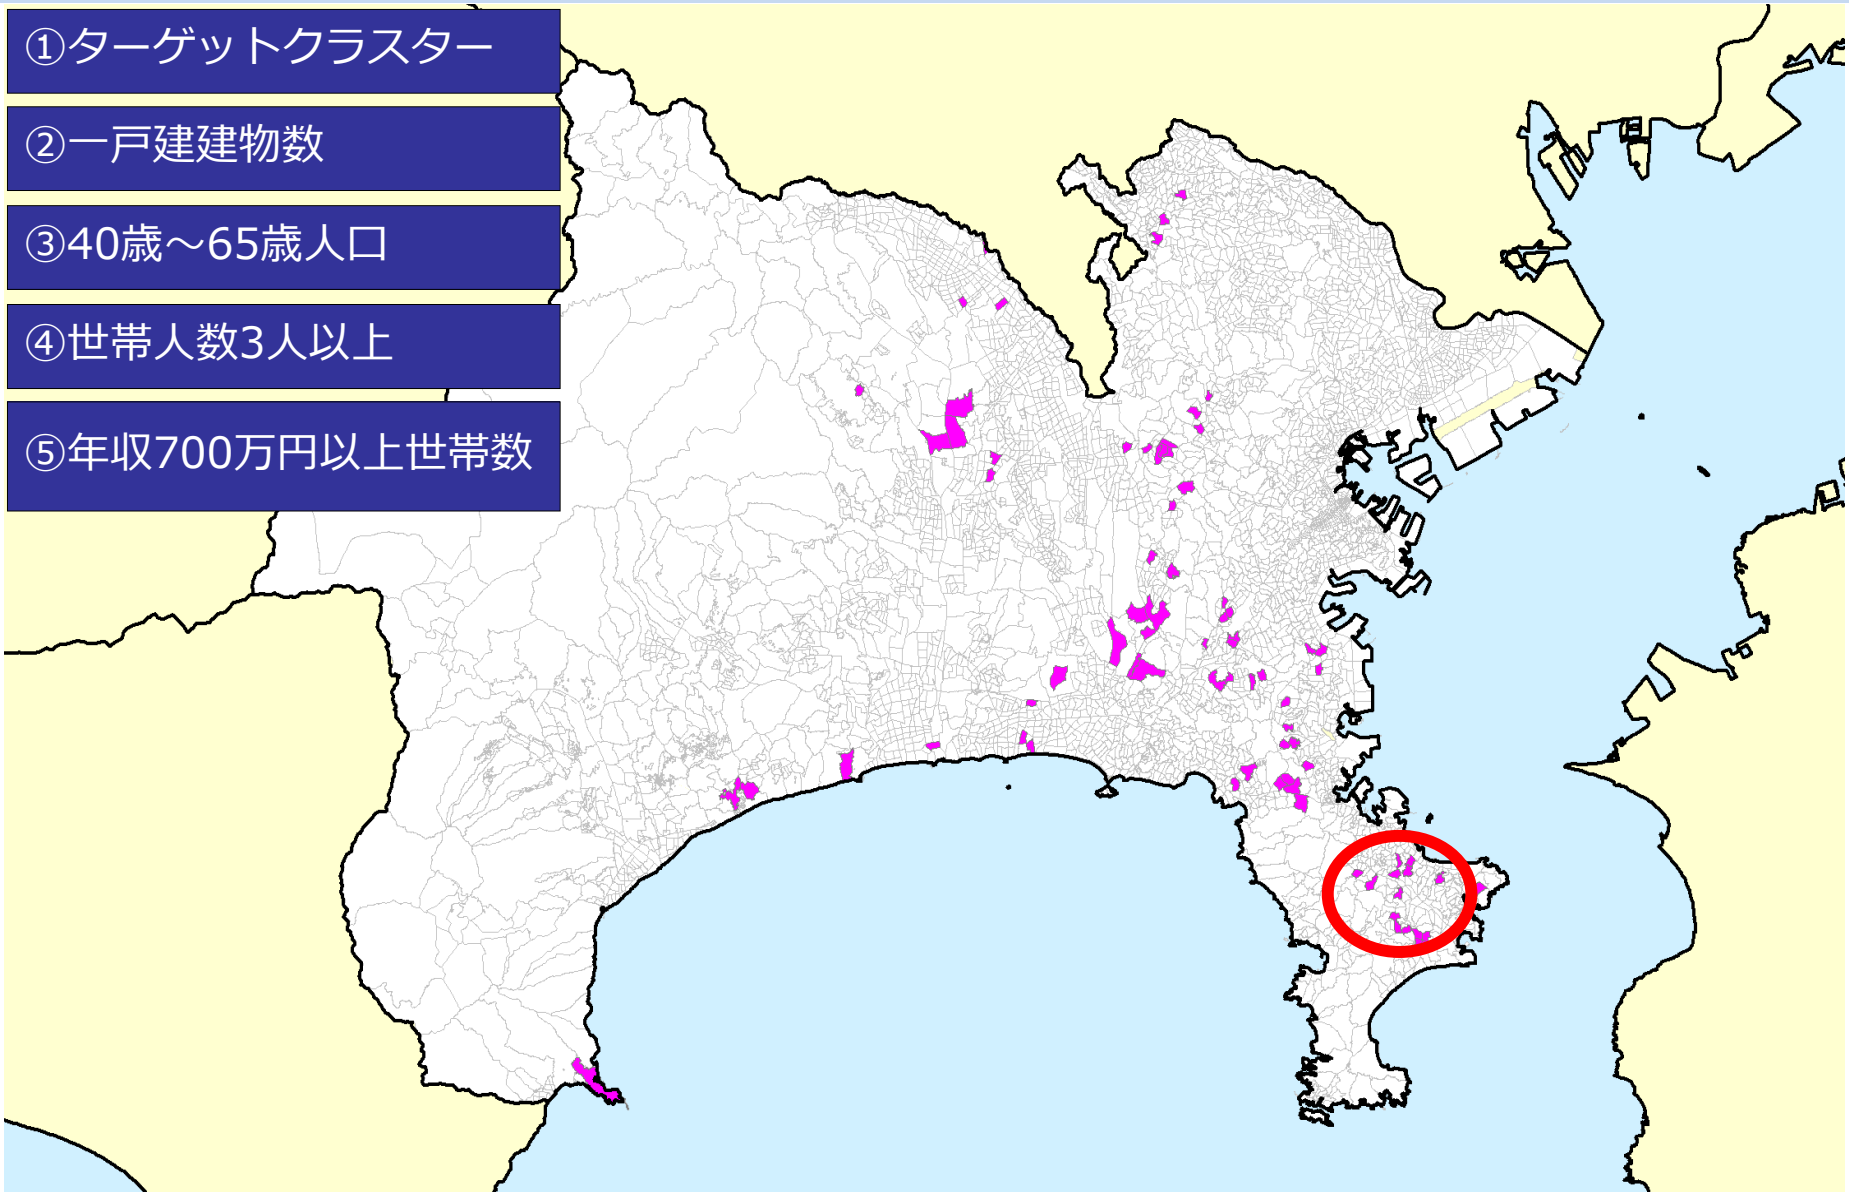 ①ターゲットクラスター
②一戸建建物数
③40歳～65歳人口
④世帯人数3人以上
⑤年収700万円以上世帯数